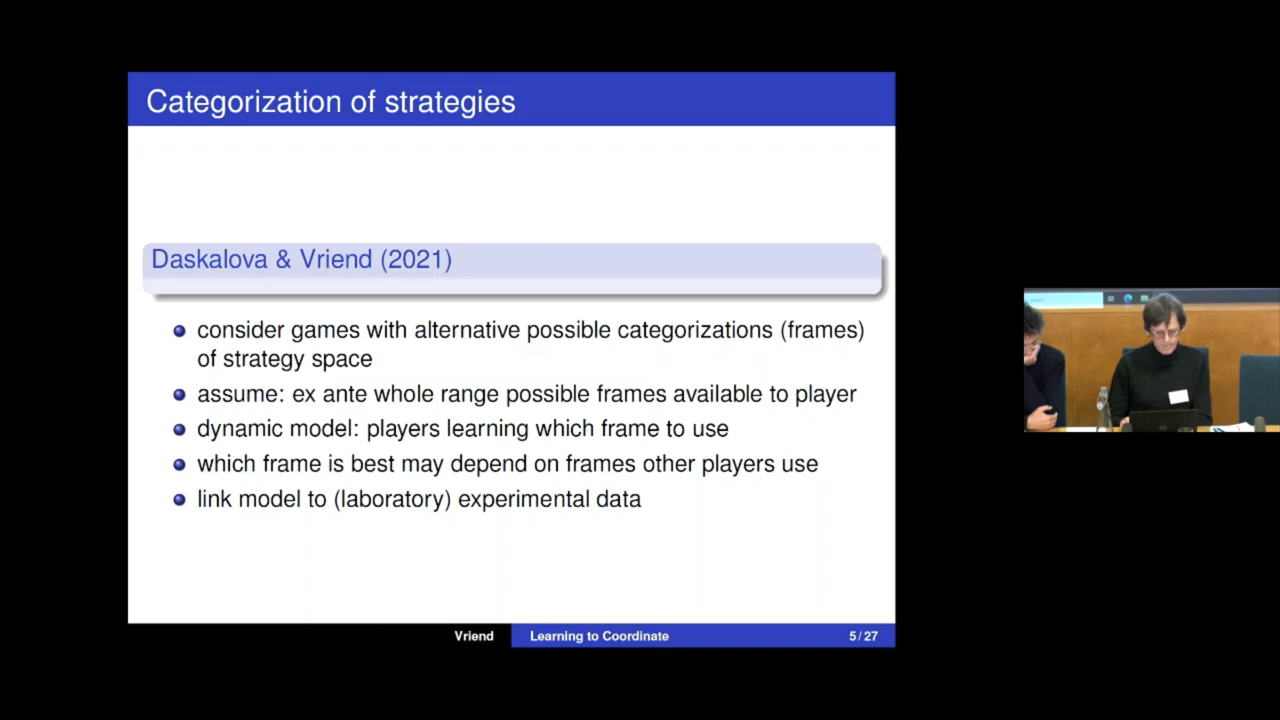 Categorization of strategies
Daskalova & Vriend (2021)
consider games with alternative possible categorizations (frames)
of strategy space
assume: ex ante whole range possible frames available to player
dynamic model: players learning which frame to use
which frame is best may depend on frames other players use
link model to (laboratory) experimental data
Vriend
Learning to Coordinate
5 / 27